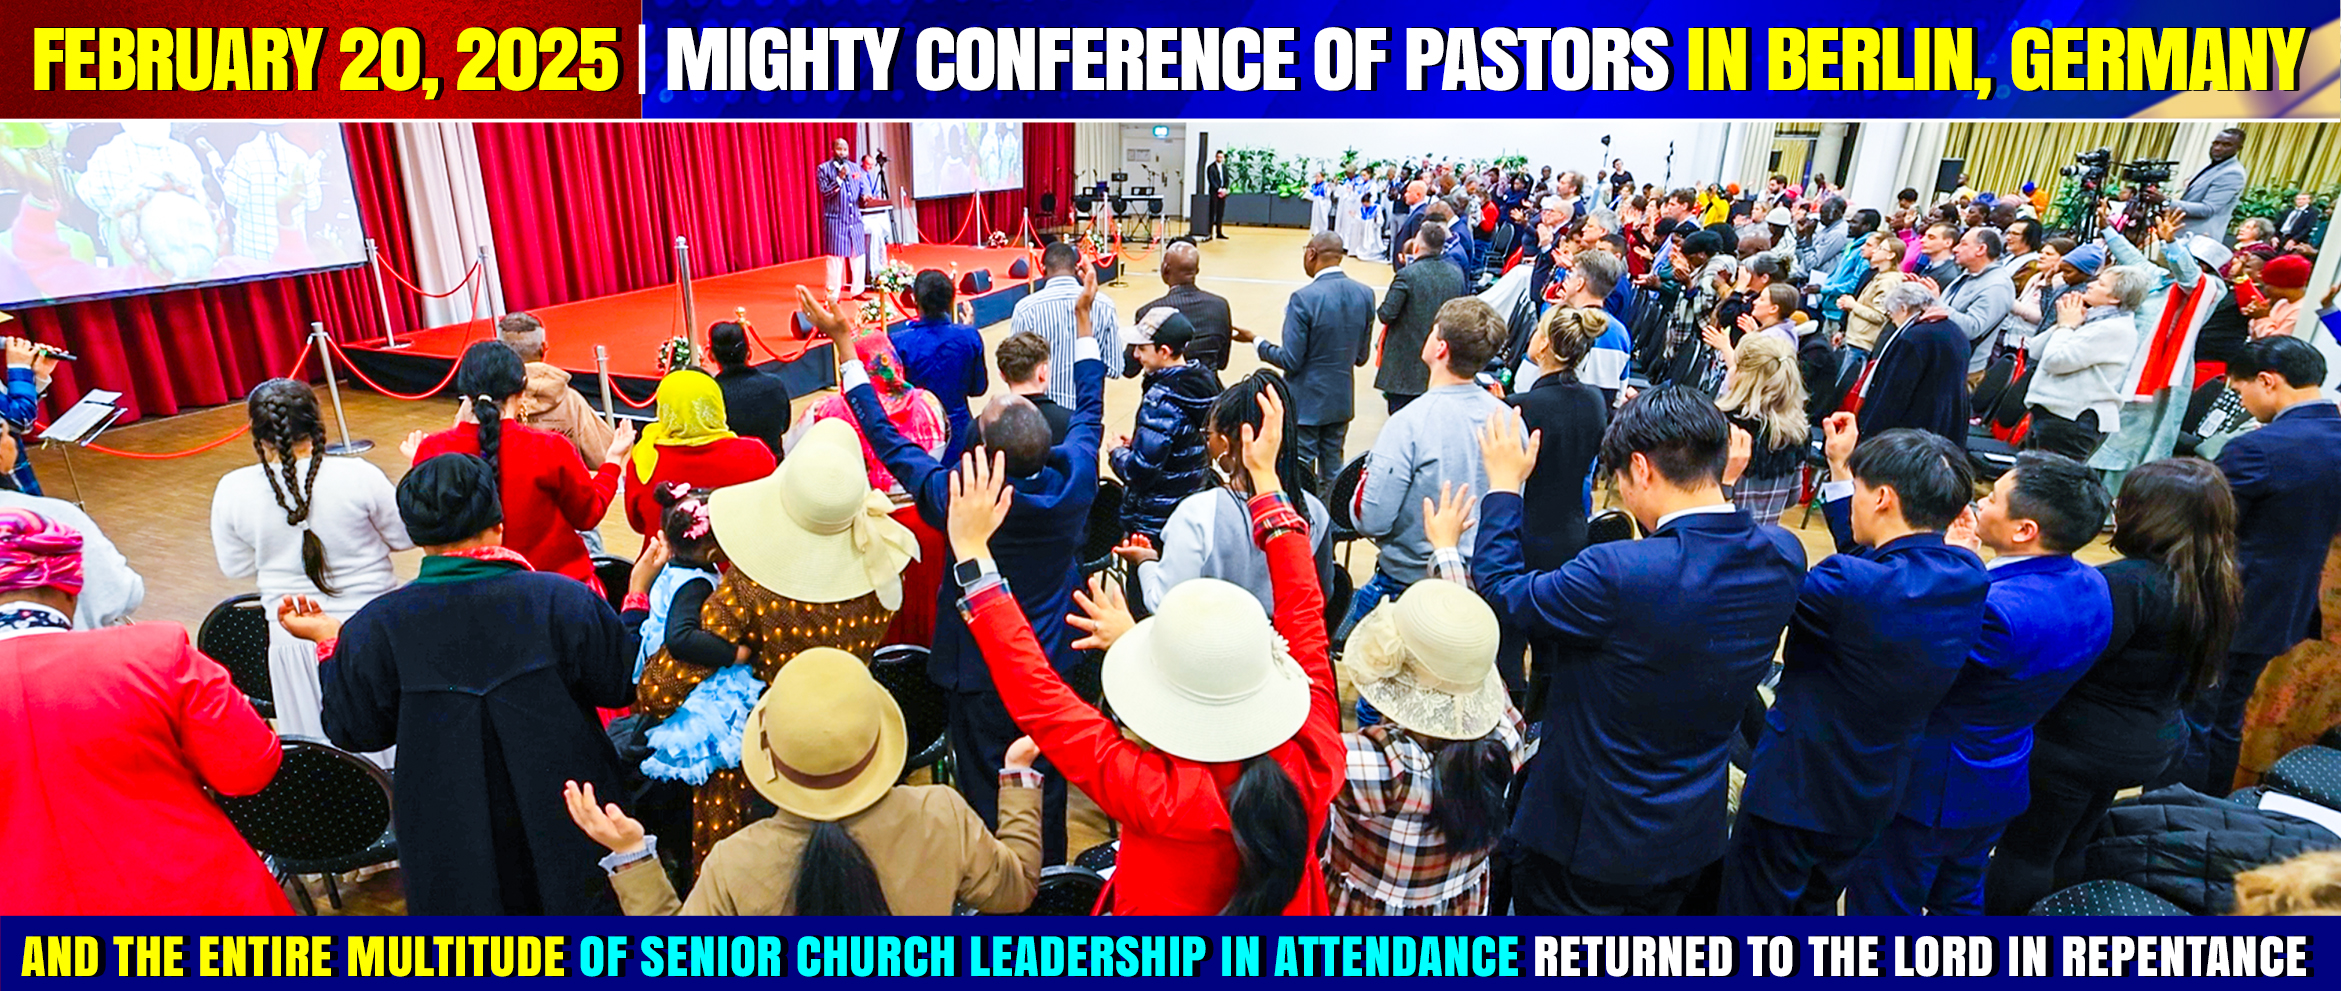 FEBRUARY 20, 2025 | MIGHTY CONFERENCE OF PASTORS IN BERLIN, GERMANY
AND THE ENTIRE MULTITUDE OF SENIOR CHURCH LEADERSHIP IN ATTENDANCE RETURNED TO THE LORD IN REPENTANCE